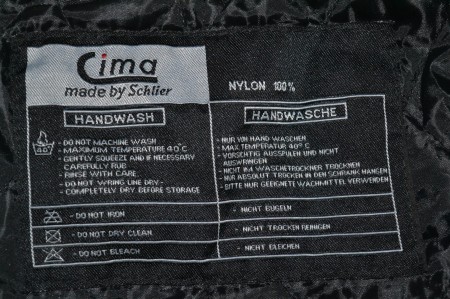 Cima
made by Schlier
NYLON 100%
HANDWASH
40°
- DO NOT MACHINE WASH
- MAXIMUM TEMPERATURE 40°C
- GENTLY SQUEEZE AND IF NECESSARY
CAREFULLY RUB
- RINSE WITH CARE
- DO NOT WRING LINE DRY
- COMPLETELY DRY BEFORE STORAGE
- DO NOT IRON
- DO NOT DRY CLEAN
- DO NOT BLEACH
HANDWASCHE
- NUR VIN HAND WASCHEN
- MAX TEMPERATUR 40° C
- VORSICHTIG AUSSPULEN UND NICHT
AUSWRINGEN
- NICHT IM WASCHETROCKNER TROCKNEN
- NUR ABSOLUT TROCKEN IN DEN SCHRANK HANGEN
- BITTE NUR GEEIGNETE WACHMITTEL VERWENDEN
- NICHT BUGELN
- NICHT TROCKEN REINIGEN
- NICHT BLEICHEN